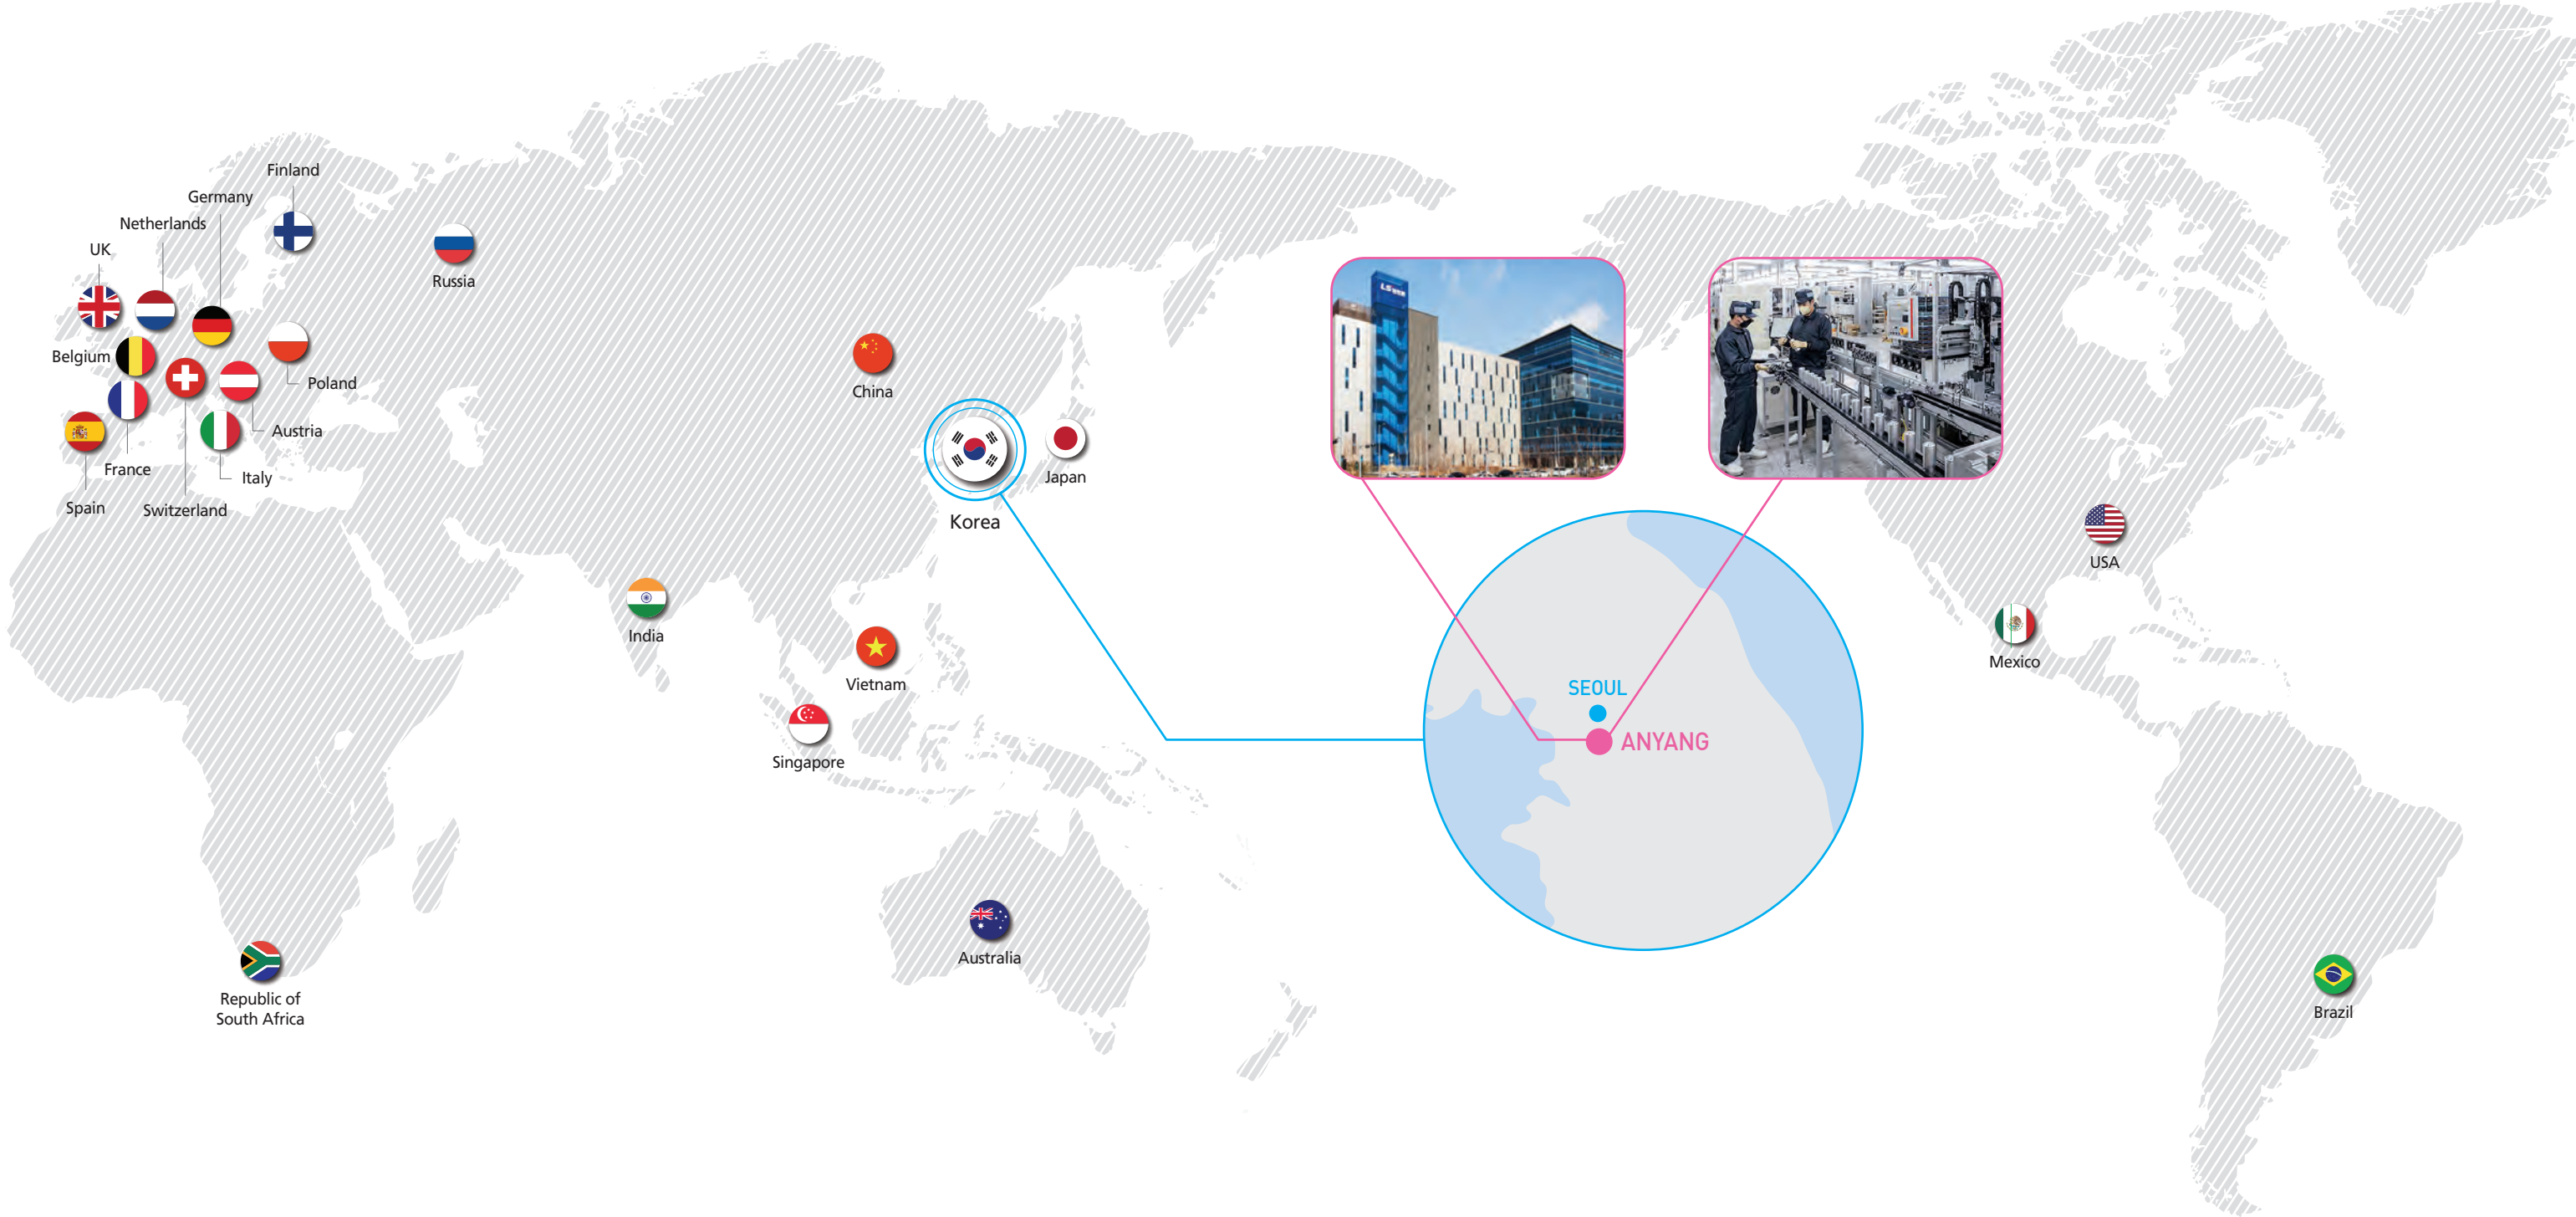 Finland
Germany
Netherlands
UK
Russia
Belgium
Poland
China
Austria
France
Italy
Japan
Spain
Switzerland
Korea
USA
India
Mexico
Vietnam
SEOUL
ANYANG
Singapore
Australia
Republic of
South Africa
Brazil
LS